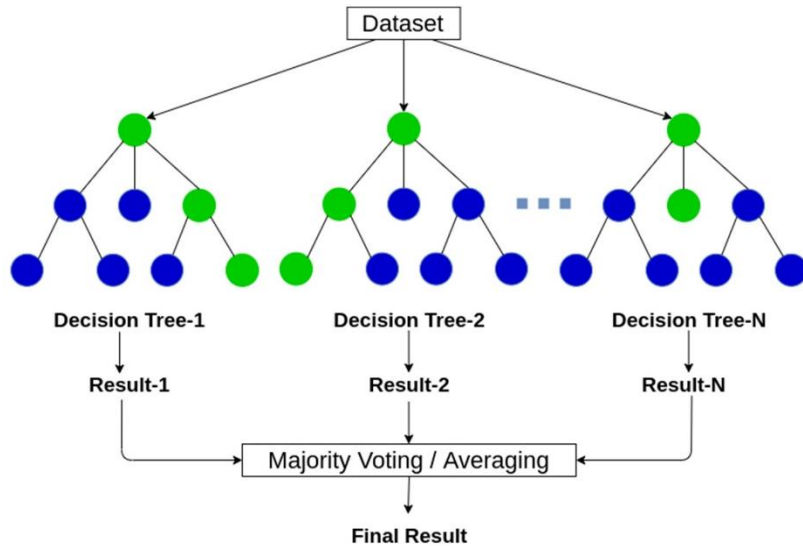 Dataset
Decision Tree-1
Decision Tree-2
Decision Tree-N
Result-1
Result-2
Result-N
Majority Voting / Averaging
Final Result